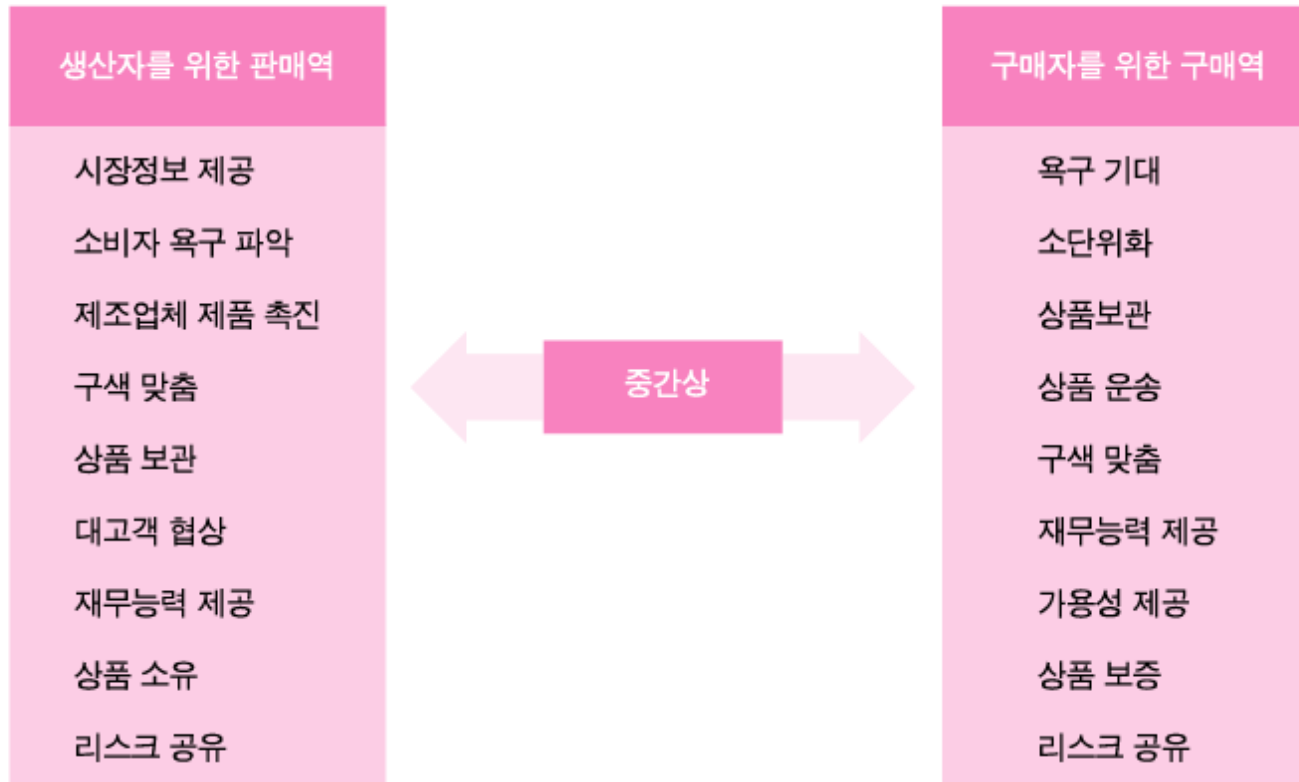 생산자를 위한 판매역
시장정보 제공
소비자 욕구 파악
제조업체 제품 촉진
구색 맞춤
상품 보관
대고객 협상
재무능력 제공
상품 소유
리스크 공유
중간상
구매자를 위한 구매역
욕구 기대
소단위화
상품보관
상품 운송
구색 맞춤
재무능력 제공
가용성 제공
상품 보증
리스크 공유